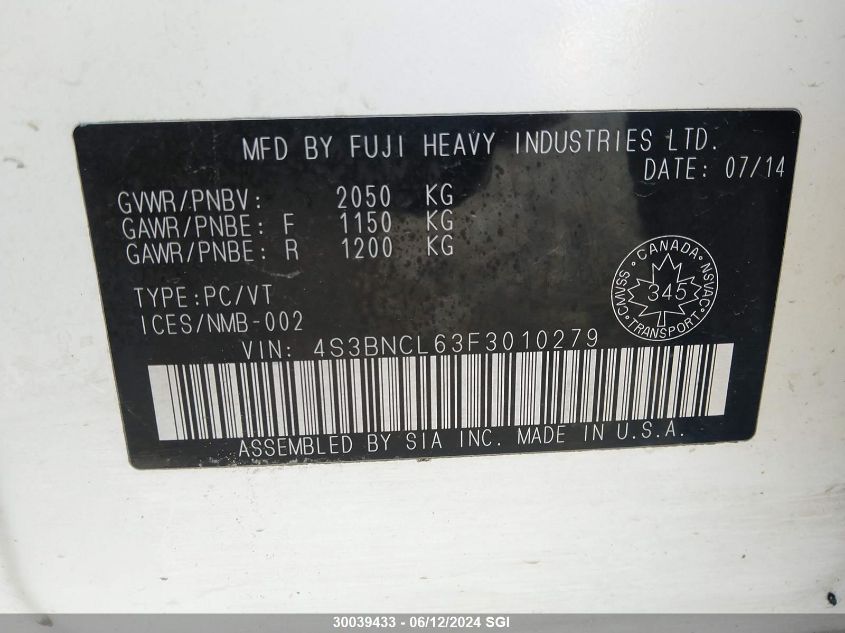 MFD BY FUJI HEAVY INDUSTRIES LTD.
DATE: 07/14
GVWR/PNBV: 2050 KG
GAWR/PNBE: F 1150 KG
GAWR/PNBE: R 1200 KG
TYPE:PC/VT
ICES/NMB-002
CANADA
CMVSS 345 NSVAC
TRANSPORT
VIN: 4S3BNCL63F3010279
ASSEMBLED BY SIA INC. MADE IN U.S.A.
30039433 - 06/12/2024 SGI